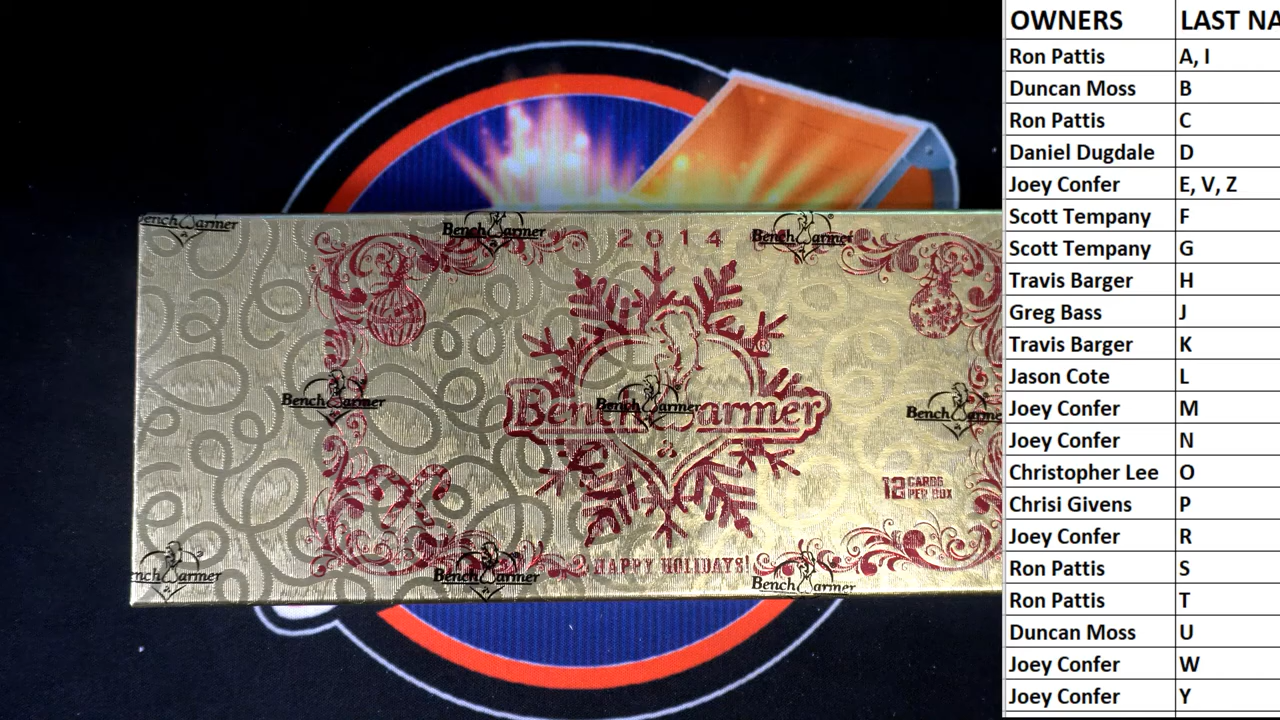 OWNERS LAST NA
Ron Pattis A, I
Duncan Moss B
Ron Pattis C
Daniel Dugdale D
Joey Confer E, V, Z
Scott Tempany F
Scott Tempany G
Travis Barger H
Greg Bass J
Travis Barger K
Jason Cote L
Joey Confer M
Joey Confer N
Christopher Lee O
Chrisi Givens P
Joey Confer R
Ron Pattis S
Ron Pattis T
Duncan Moss U
Joey Confer W
Joey Confer Y
BenchWarmer
BenchWarmer
BenchWarmer
2014
BenchWarmer
BenchWarmer
BenchWarmer
BenchWarme
12 CARDS
PER BOX
HAPPY HOLIDAYS!
enchWarmer
BenchWarmer
BenchWarmer